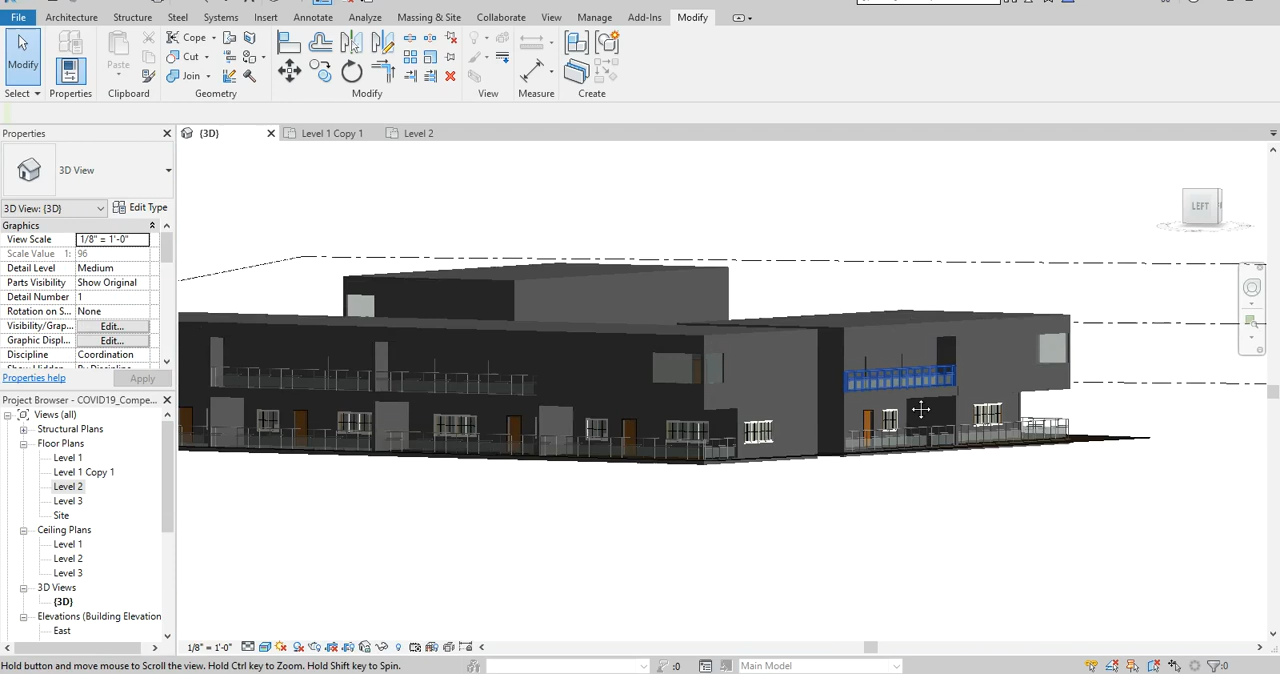 File Architecture Structure Steel Systems Insert Annotate Analyze Massing & Site Collaborate View Manage Add-Ins Modify
Modify
Paste
Cope
Cut
Join
Select Properties Clipboard Geometry Modify View Measure Create
Properties
{3D} Level 1 Copy 1 Level 2
3D View
3D View: {3D} Edit Type
Graphics
View Scale 1/8" = 1'-0"
Scale Value 1: 96
Detail Level Medium
Parts Visibility Show Original
Detail Number 1
Rotation on S... None
Visibility/Grap... Edit...
Graphic Displ... Edit...
Discipline Coordination
Properties help Apply
Project Browser - COVID19_Compe...
Views (all)
Structural Plans
Floor Plans
Level 1
Level 1 Copy 1
Level 2
Level 3
Site
Ceiling Plans
Level 1
Level 2
Level 3
3D Views
{3D}
Elevations (Building Elevation
East
LEFT
1/8" = 1'-0"
Hold button and move mouse to Scroll the view. Hold Ctrl key to Zoom. Hold Shift key to Spin.
:0
Main Model
:0